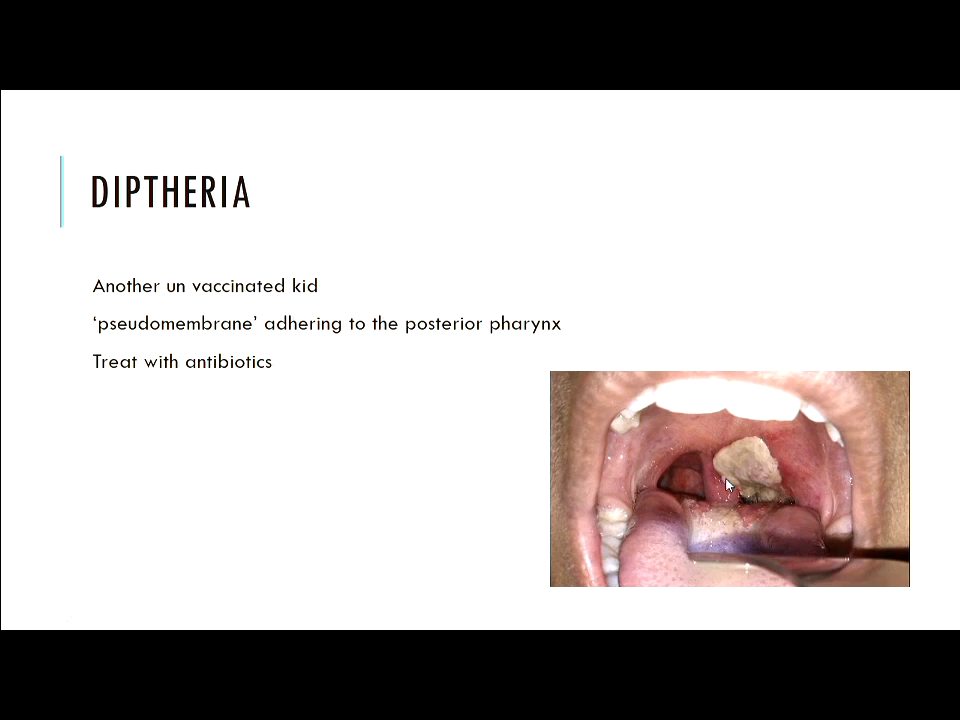 DIPTHERIA
Another un vaccinated kid
‘pseudomembrane’ adhering to the posterior pharynx
Treat with antibiotics